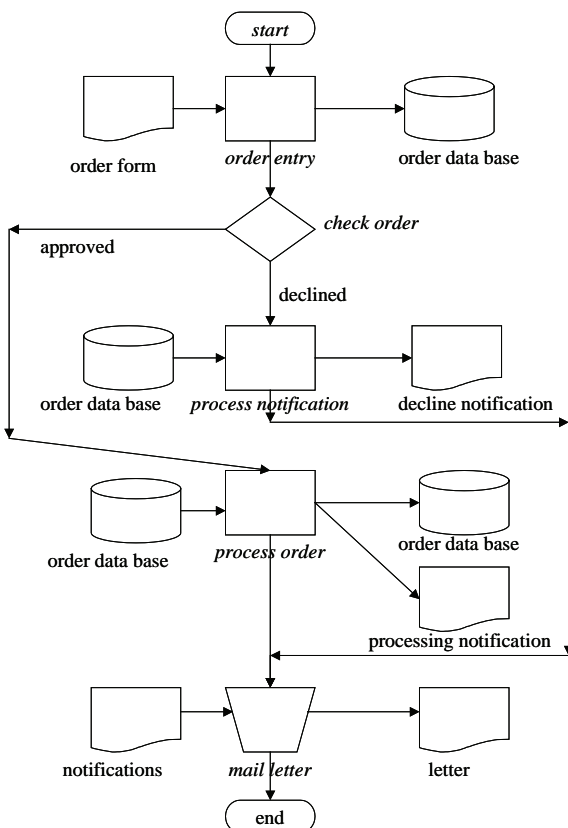 start
order form
order entry
order data base
check order
approved
declined
order data base
process notification
decline notification
order data base
process order
order data base
processing notification
notifications
mail letter
letter
end